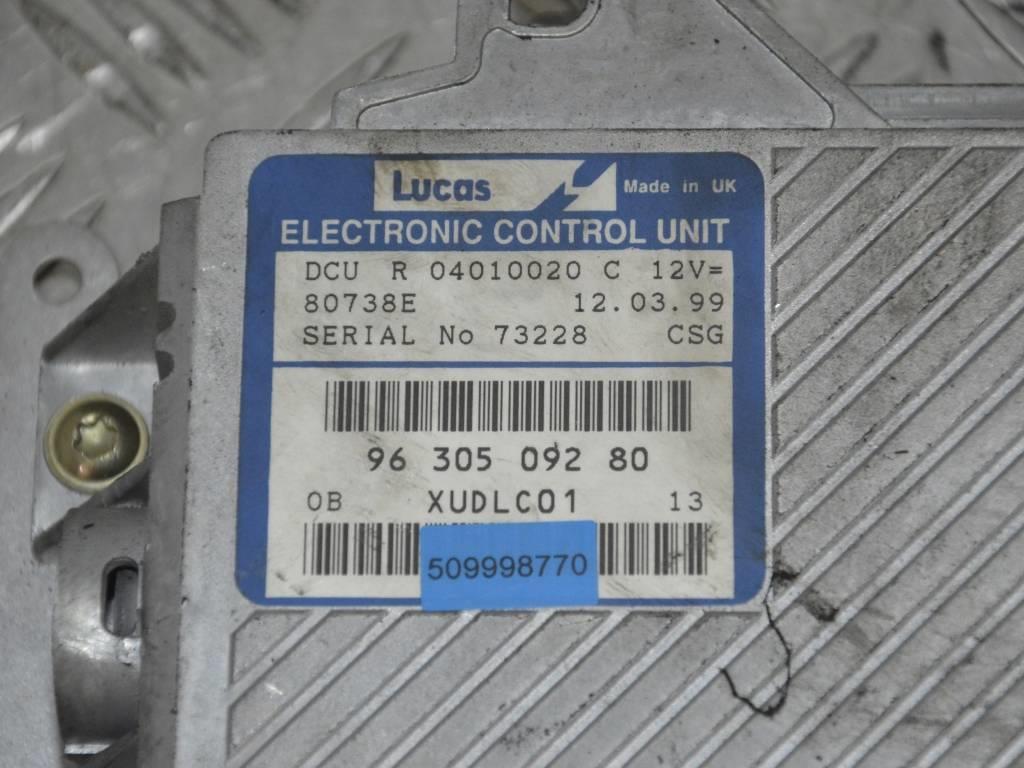 Lucas Made in UK
ELECTRONIC CONTROL UNIT
DCU R 04010020 C 12V=
80738E 12.03.99
SERIAL No 73228 CSG
96 305 092 80
0B XUDLC01 13
509998770